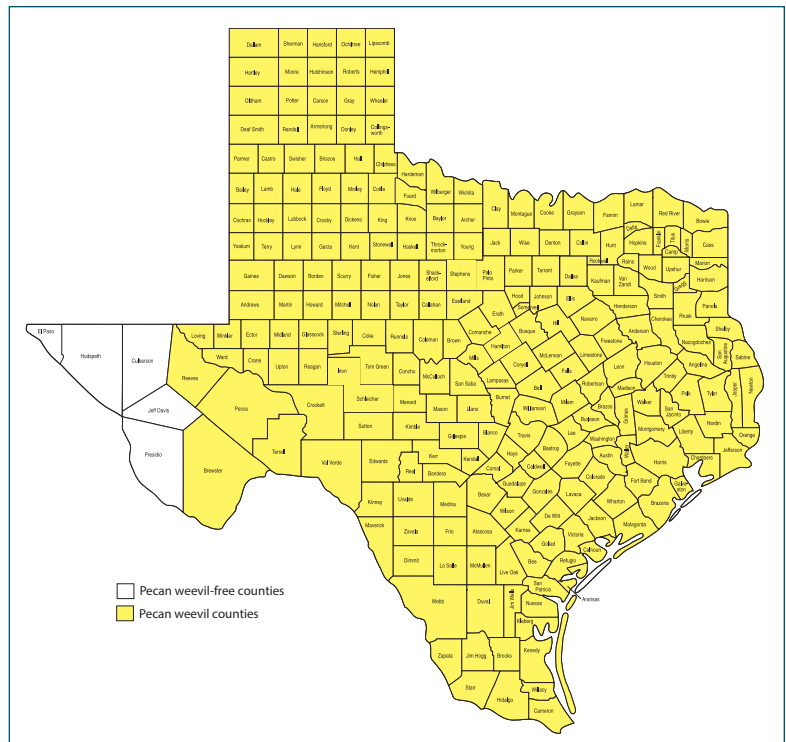 Dallam Sherman Hansford Ochiltree Lipscomb
Hartley Moore Hutchinson Roberts Hemphill
Oldham Potter Carson Gray Wheeler
Deaf Smith Randall Armstrong Donley Collings-
worth
Parmer Castro Swisher Briscoe Hall Childress
Hardeman
Bailey Lamb Hale Floyd Motley Cottle Foard Wilbarger Wichita
Clay Montague Cooke Grayson Fannin Lamar Red River Bowie
Cochran Hockley Lubbock Crosby Dickens King Knox Baylor Archer
Jack Wise Denton Collin Hunt Delta Hopkins Franklin Titus Morris Cass
Camp Marion
Yoakum Terry Lynn Garza Kent Stonewall Haskell Throck-
morton Young
Rockwall Rains Wood Upshur Harrison
Gaines Dawson Borden Scurry Fisher Jones Shack-
elford Stephens Palo
Pinto Parker Tarrant Dallas Kaufman Van
Zandt Smith Gregg
Andrews Martin Howard Mitchell Nolan Taylor Callahan Eastland
Erath Hood Somervell Johnson Ellis Henderson Rusk Panola
El Paso Hudspeth Culberson
Loving Winkler Ector Midland Glasscock Sterling Coke Runnels Coleman Brown Comanche
Bosque Hill Navarro Anderson Cherokee Shelby
Hamilton Freestone Nacogdoches San
Augustine Sabine
Reeves Ward Crane Upton Reagan Irion Tom Green Concho McCulloch Mills
Coryell McLennan Limestone Leon Houston Angelina
San Saba Lampasas Bell Falls Robertson Madison Trinity
Jeff Davis Pecos Crockett Schleicher Menard Mason Llano Burnet Williamson Milam Brazos
Grimes Walker San
Jacinto Polk Tyler Jasper Newton
Presidio Brewster Terrell Val Verde Sutton Kimble Gillespie Blanco Travis Lee Burleson
Washington Montgomery Liberty Hardin Orange
Edwards Kerr Kendall Hays Bastrop Austin Waller Harris Chambers Jefferson
Real Bandera Comal Caldwell Fayette Colorado Fort Bend Galve-
ston
Kinney Uvalde Medina Bexar Guadalupe Gonzales Lavaca Wharton Brazoria
Maverick Zavala Frio Atascosa Wilson Karnes De Witt Jackson Matagorda
Goliad Victoria Calhoun
Dimmit La Salle McMullen Live Oak Bee Refugio
San
Patricio Aransas
Webb Duval Jim Wells Nueces
Kleberg
Zapata Jim Hogg Brooks Kenedy
Starr Hidalgo Willacy
Cameron
Pecan weevil-free counties
Pecan weevil counties